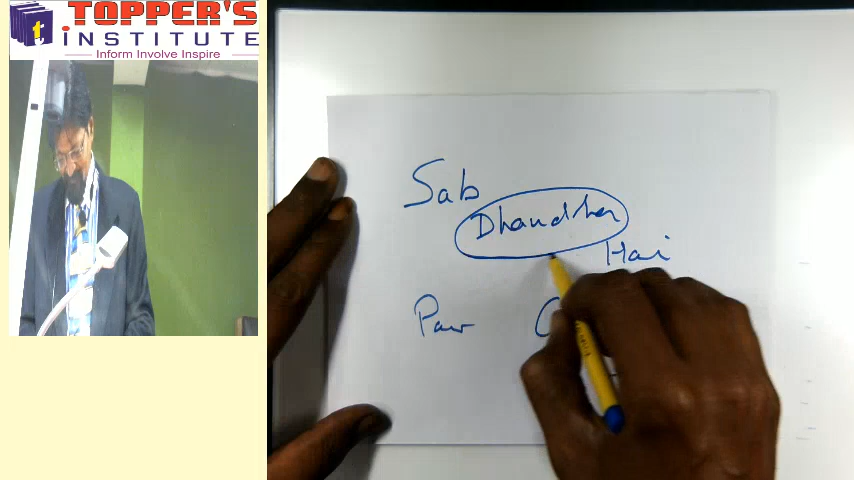 TOPPER'S
INSTITUTE
Inform Involve Inspire
Sab
Dhandha
Hai
Par